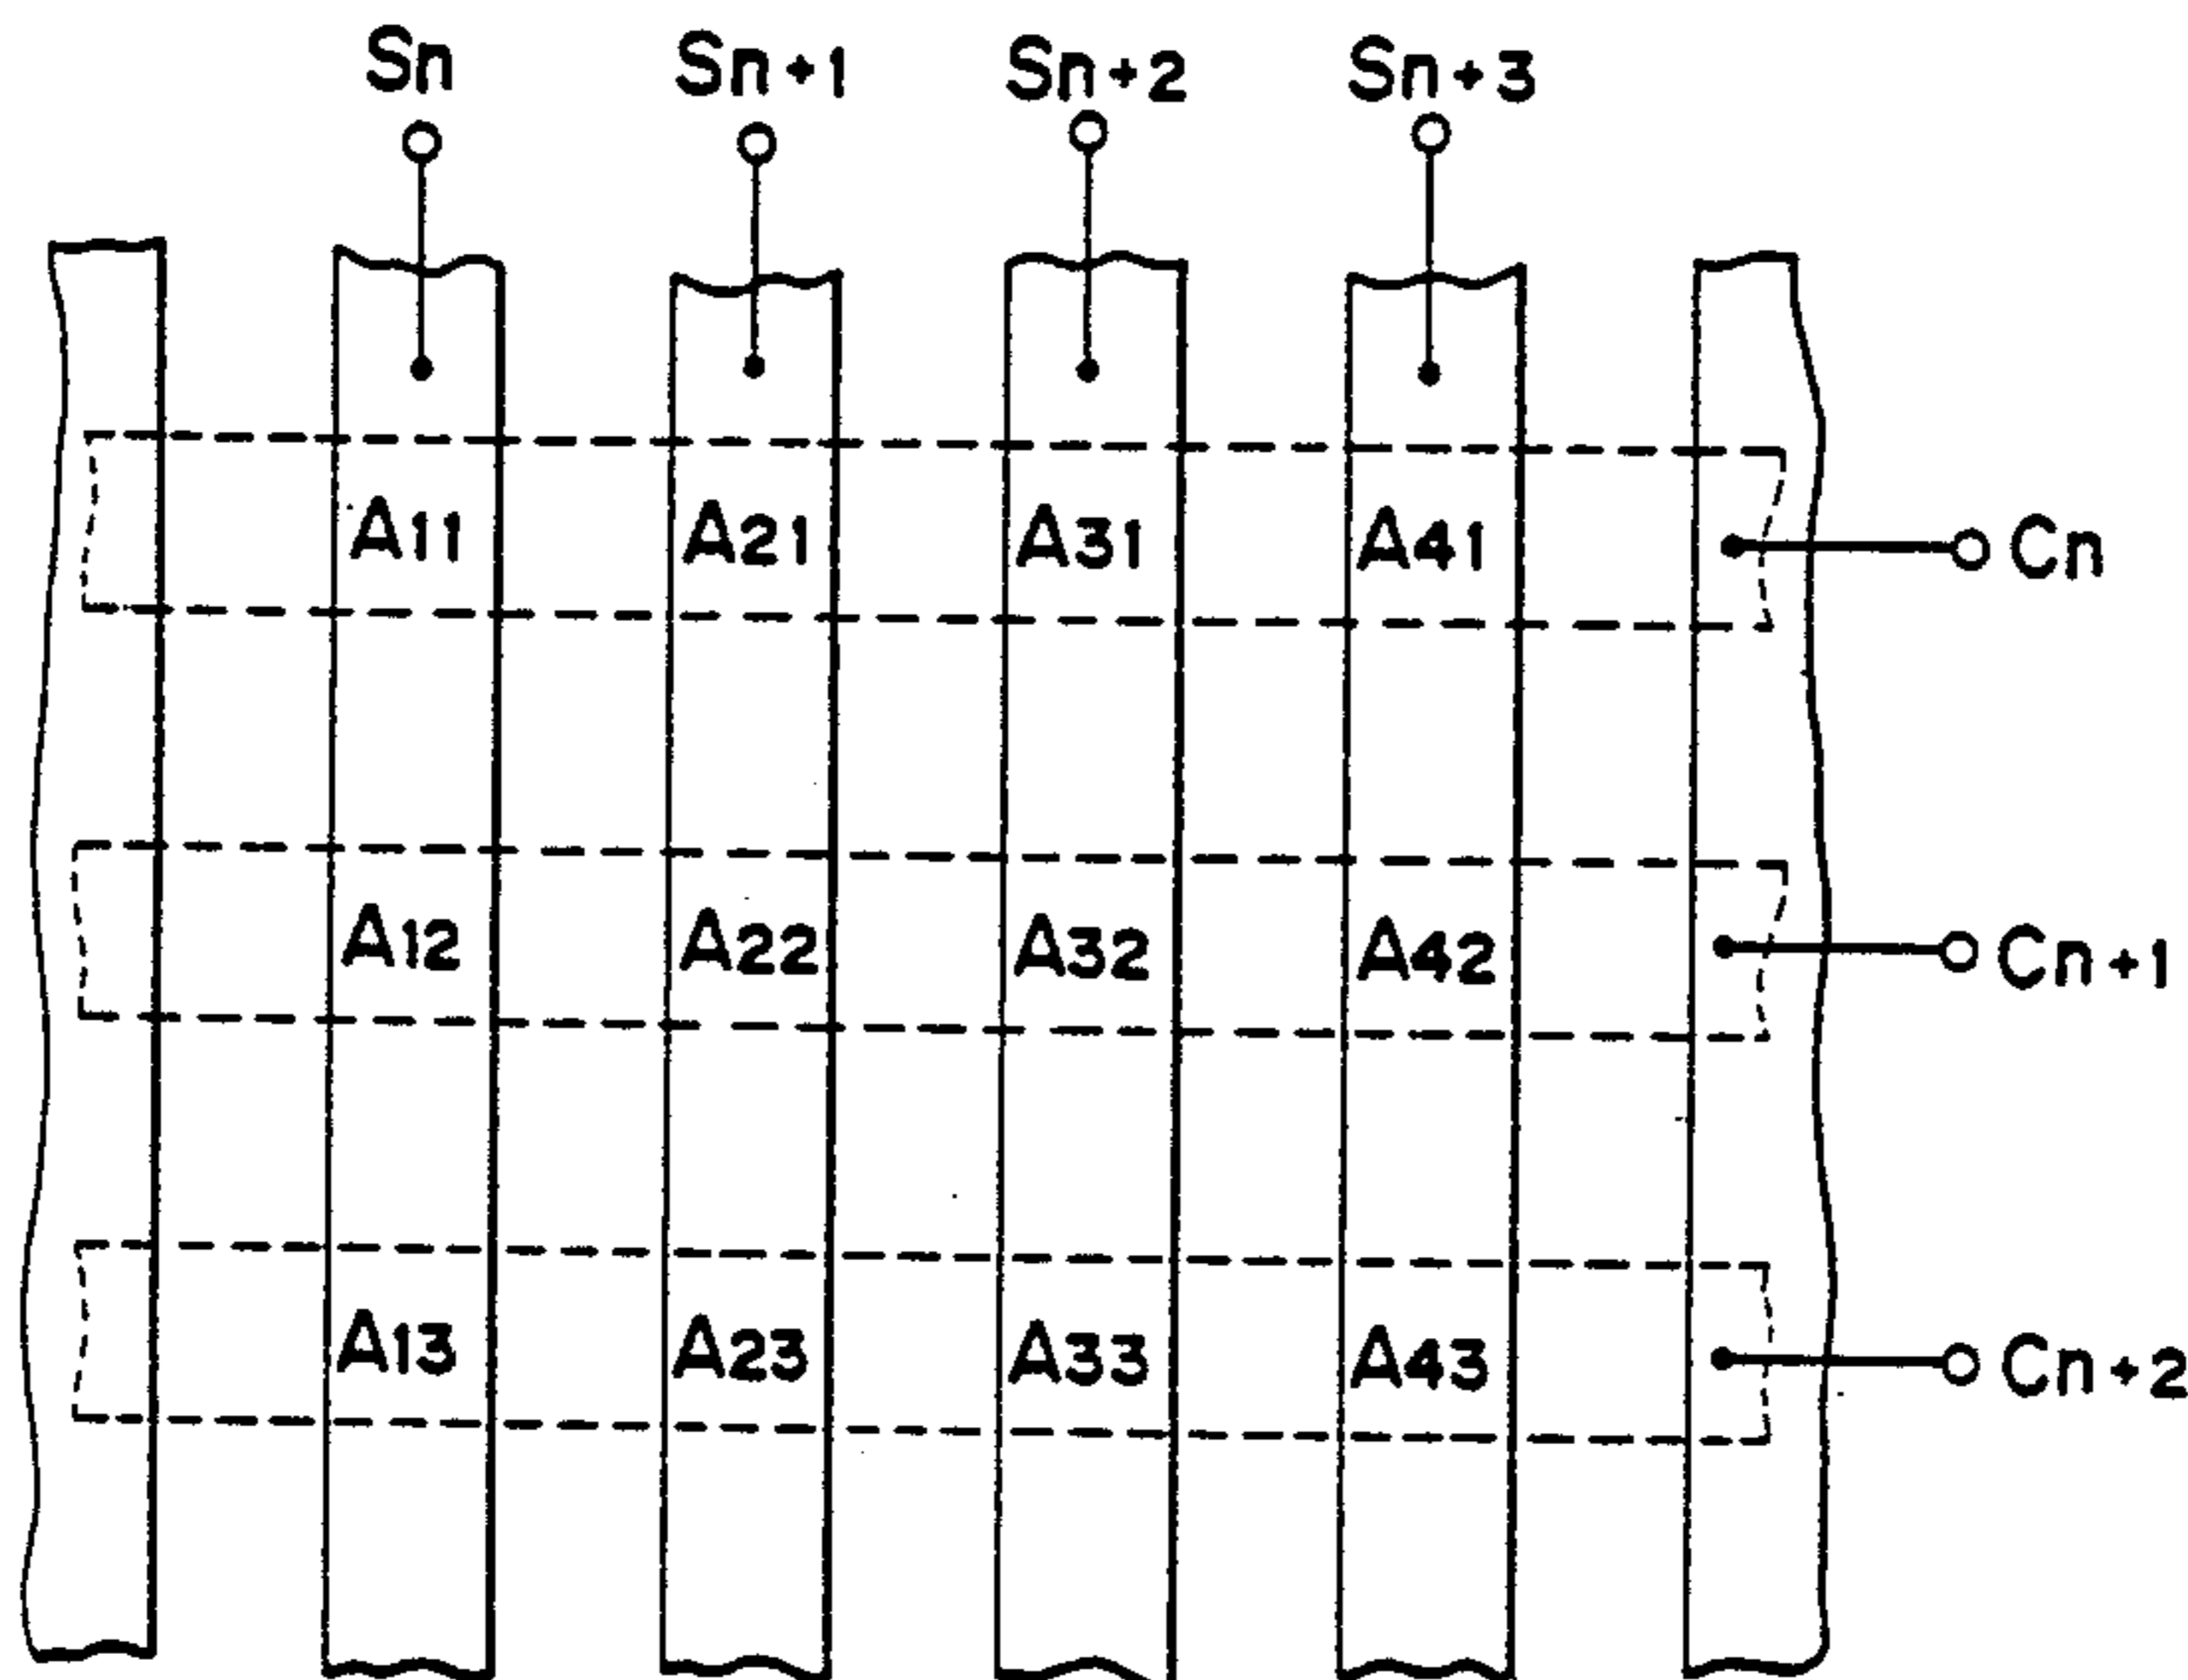 Sn Sn+1 Sn+2 Sn+3
A11 A21 A31 A41 Cn
A12 A22 A32 A42 Cn+1
A13 A23 A33 A43 Cn+2